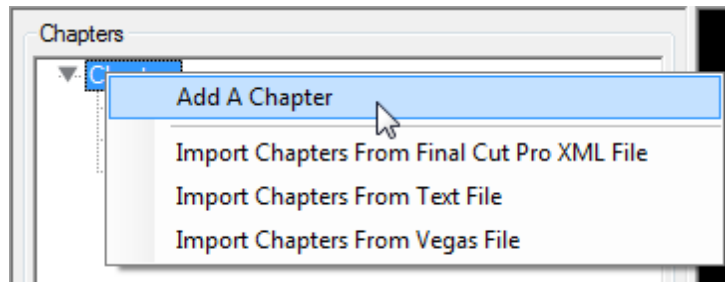 Chapters
Add A Chapter
Import Chapters From Final Cut Pro XML File
Import Chapters From Text File
Import Chapters From Vegas File